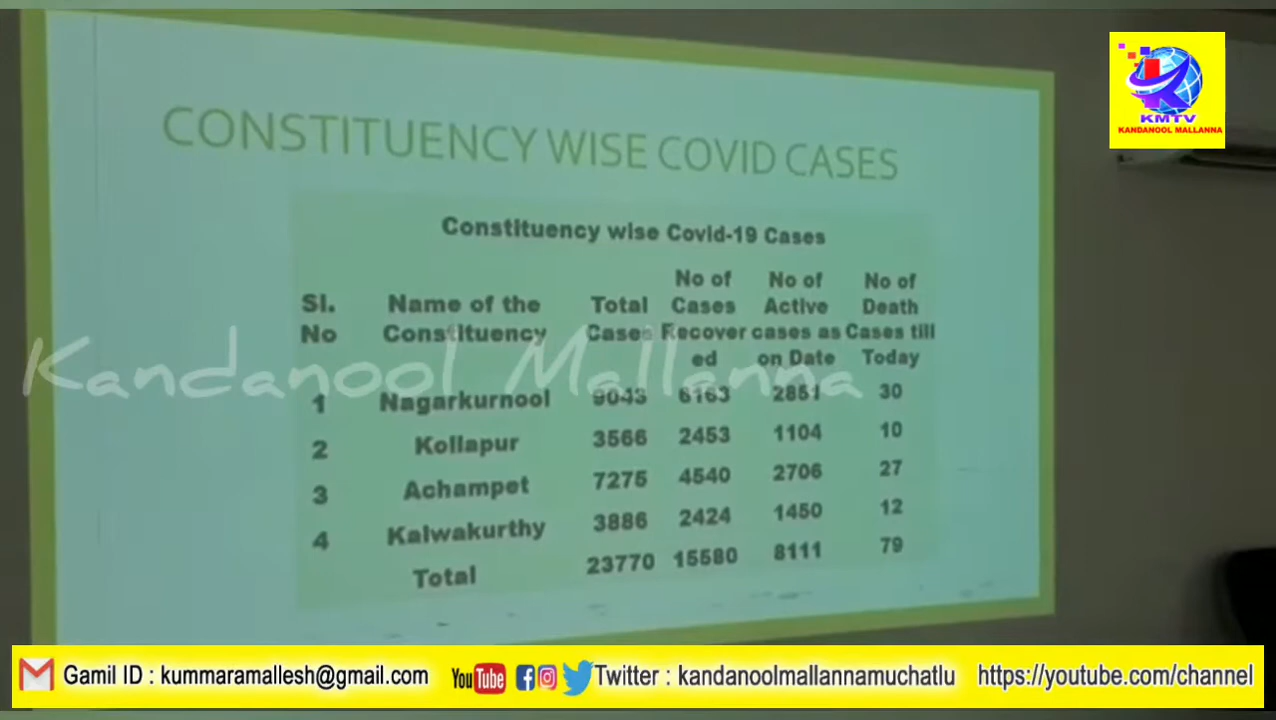 KMTV
KANDANOOL MALLANNA
CONSTITUENCY WISE COVID CASES
Constituency wise Covid-19 Cases
Sl. No Name of the Constituency Total Cases No of Cases Recover ed No of Active cases as on Date No of Death Cases till Today
1 Nagarkurnool 9043 6163 2851 30
2 Kollapur 3566 2453 1104 10
3 Achampet 7275 4540 2706 27
4 Kalwakurthy 3886 2424 1450 12
Total 23770 15580 8111 79
Kandanool Mallanna
Gamil ID : kummaramallesh@gmail.com YouTube Twitter : kandanoolmallannamuchatlu https://youtube.com/channel